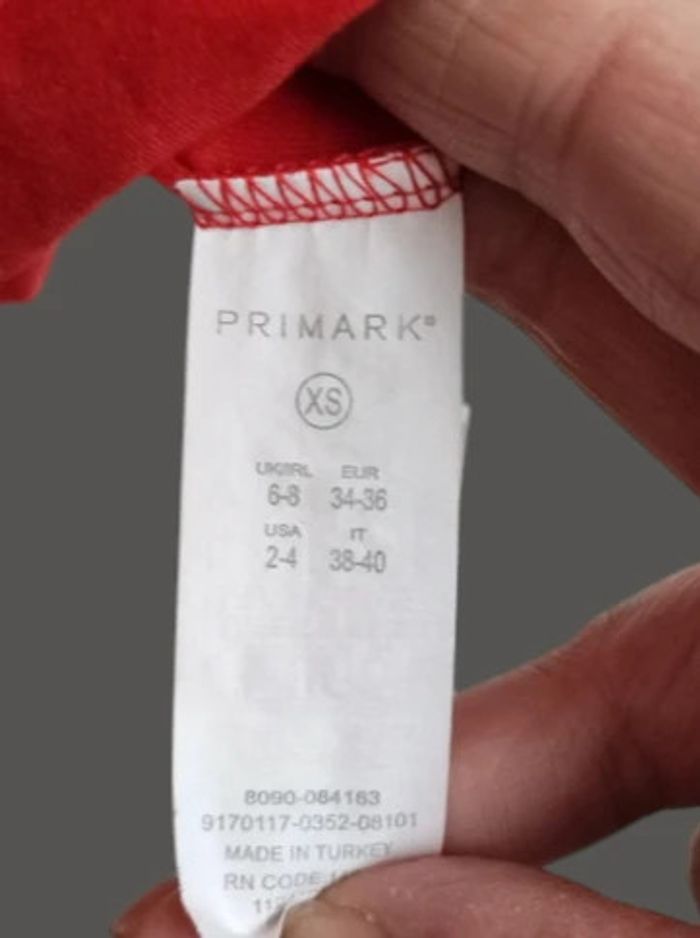 PRIMARK®
XS
UK/IRL EUR
6-8 34-36
USA IT
2-4 38-40
8090-084163
9170117-0352-08101
MADE IN TURKEY
RN CODE